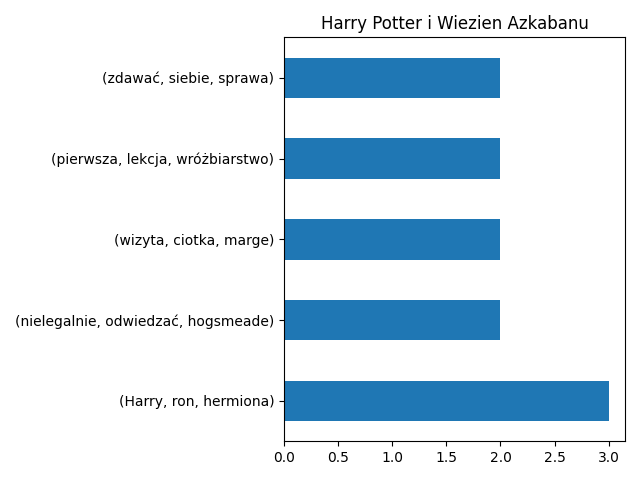 Harry Potter i Wiezien Azkabanu
(zdawać, siebie, sprawa)
(pierwsza, lekcja, wróżbiarstwo)
(wizyta, ciotka, marge)
(nielegalnie, odwiedzać, hogsmeade)
(Harry, ron, hermiona)
0.0 0.5 1.0 1.5 2.0 2.5 3.0